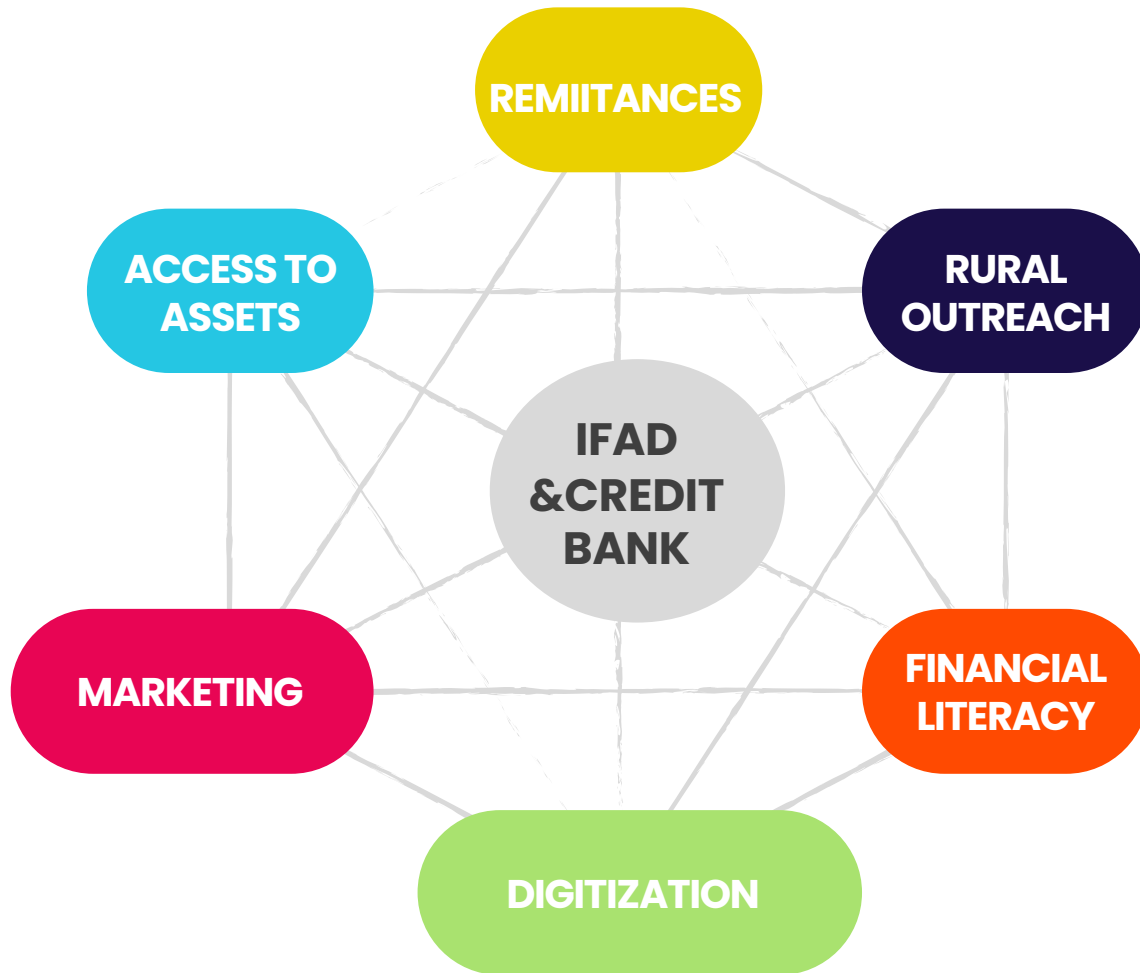 REMIITANCES
ACCESS TO
ASSETS
RURAL
OUTREACH
IFAD
&CREDIT
BANK
MARKETING
FINANCIAL
LITERACY
DIGITIZATION